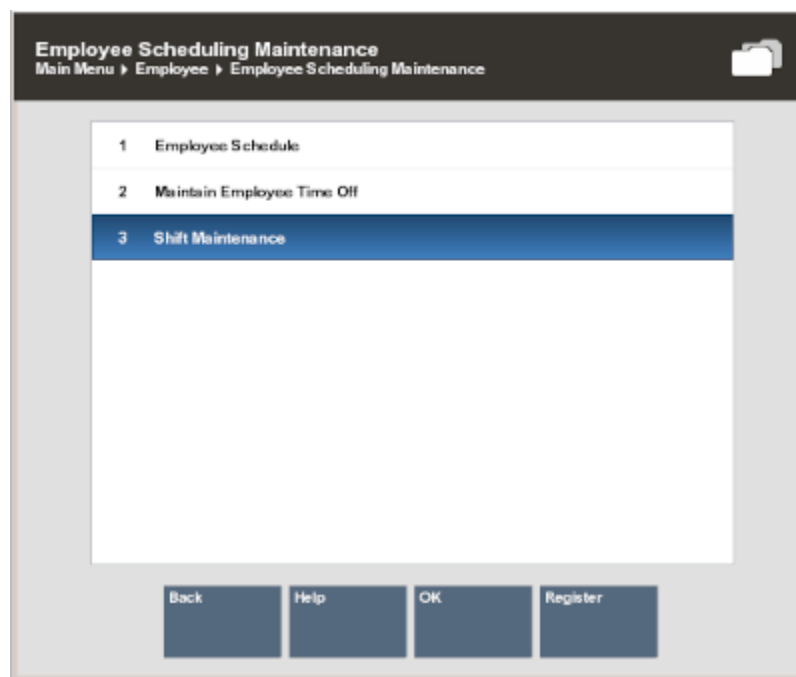 Employee Scheduling Maintenance
Main Menu ▸ Employee ▸ Employee Scheduling Maintenance
1 Employee Schedule
2 Maintain Employee Time Off
3 Shift Maintenance
Back Help OK Register